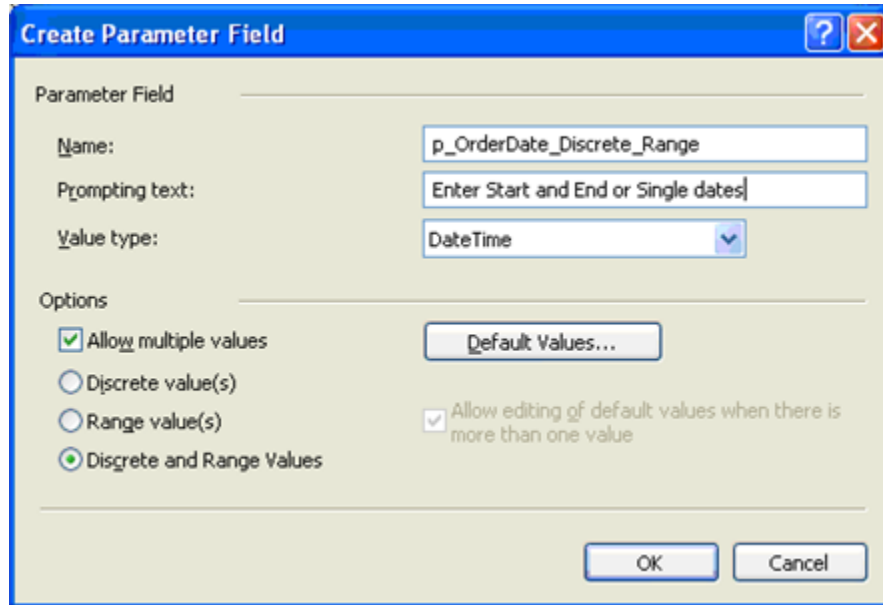 Create Parameter Field
Parameter Field
Name:
p_OrderDate_Discrete_Range
Prompting text:
Enter Start and End or Single dates
Value type:
DateTime
Options
Allow multiple values
Default Values...
Discrete value(s)
Range value(s)
Allow editing of default values when there is
more than one value
Discrete and Range Values
OK
Cancel